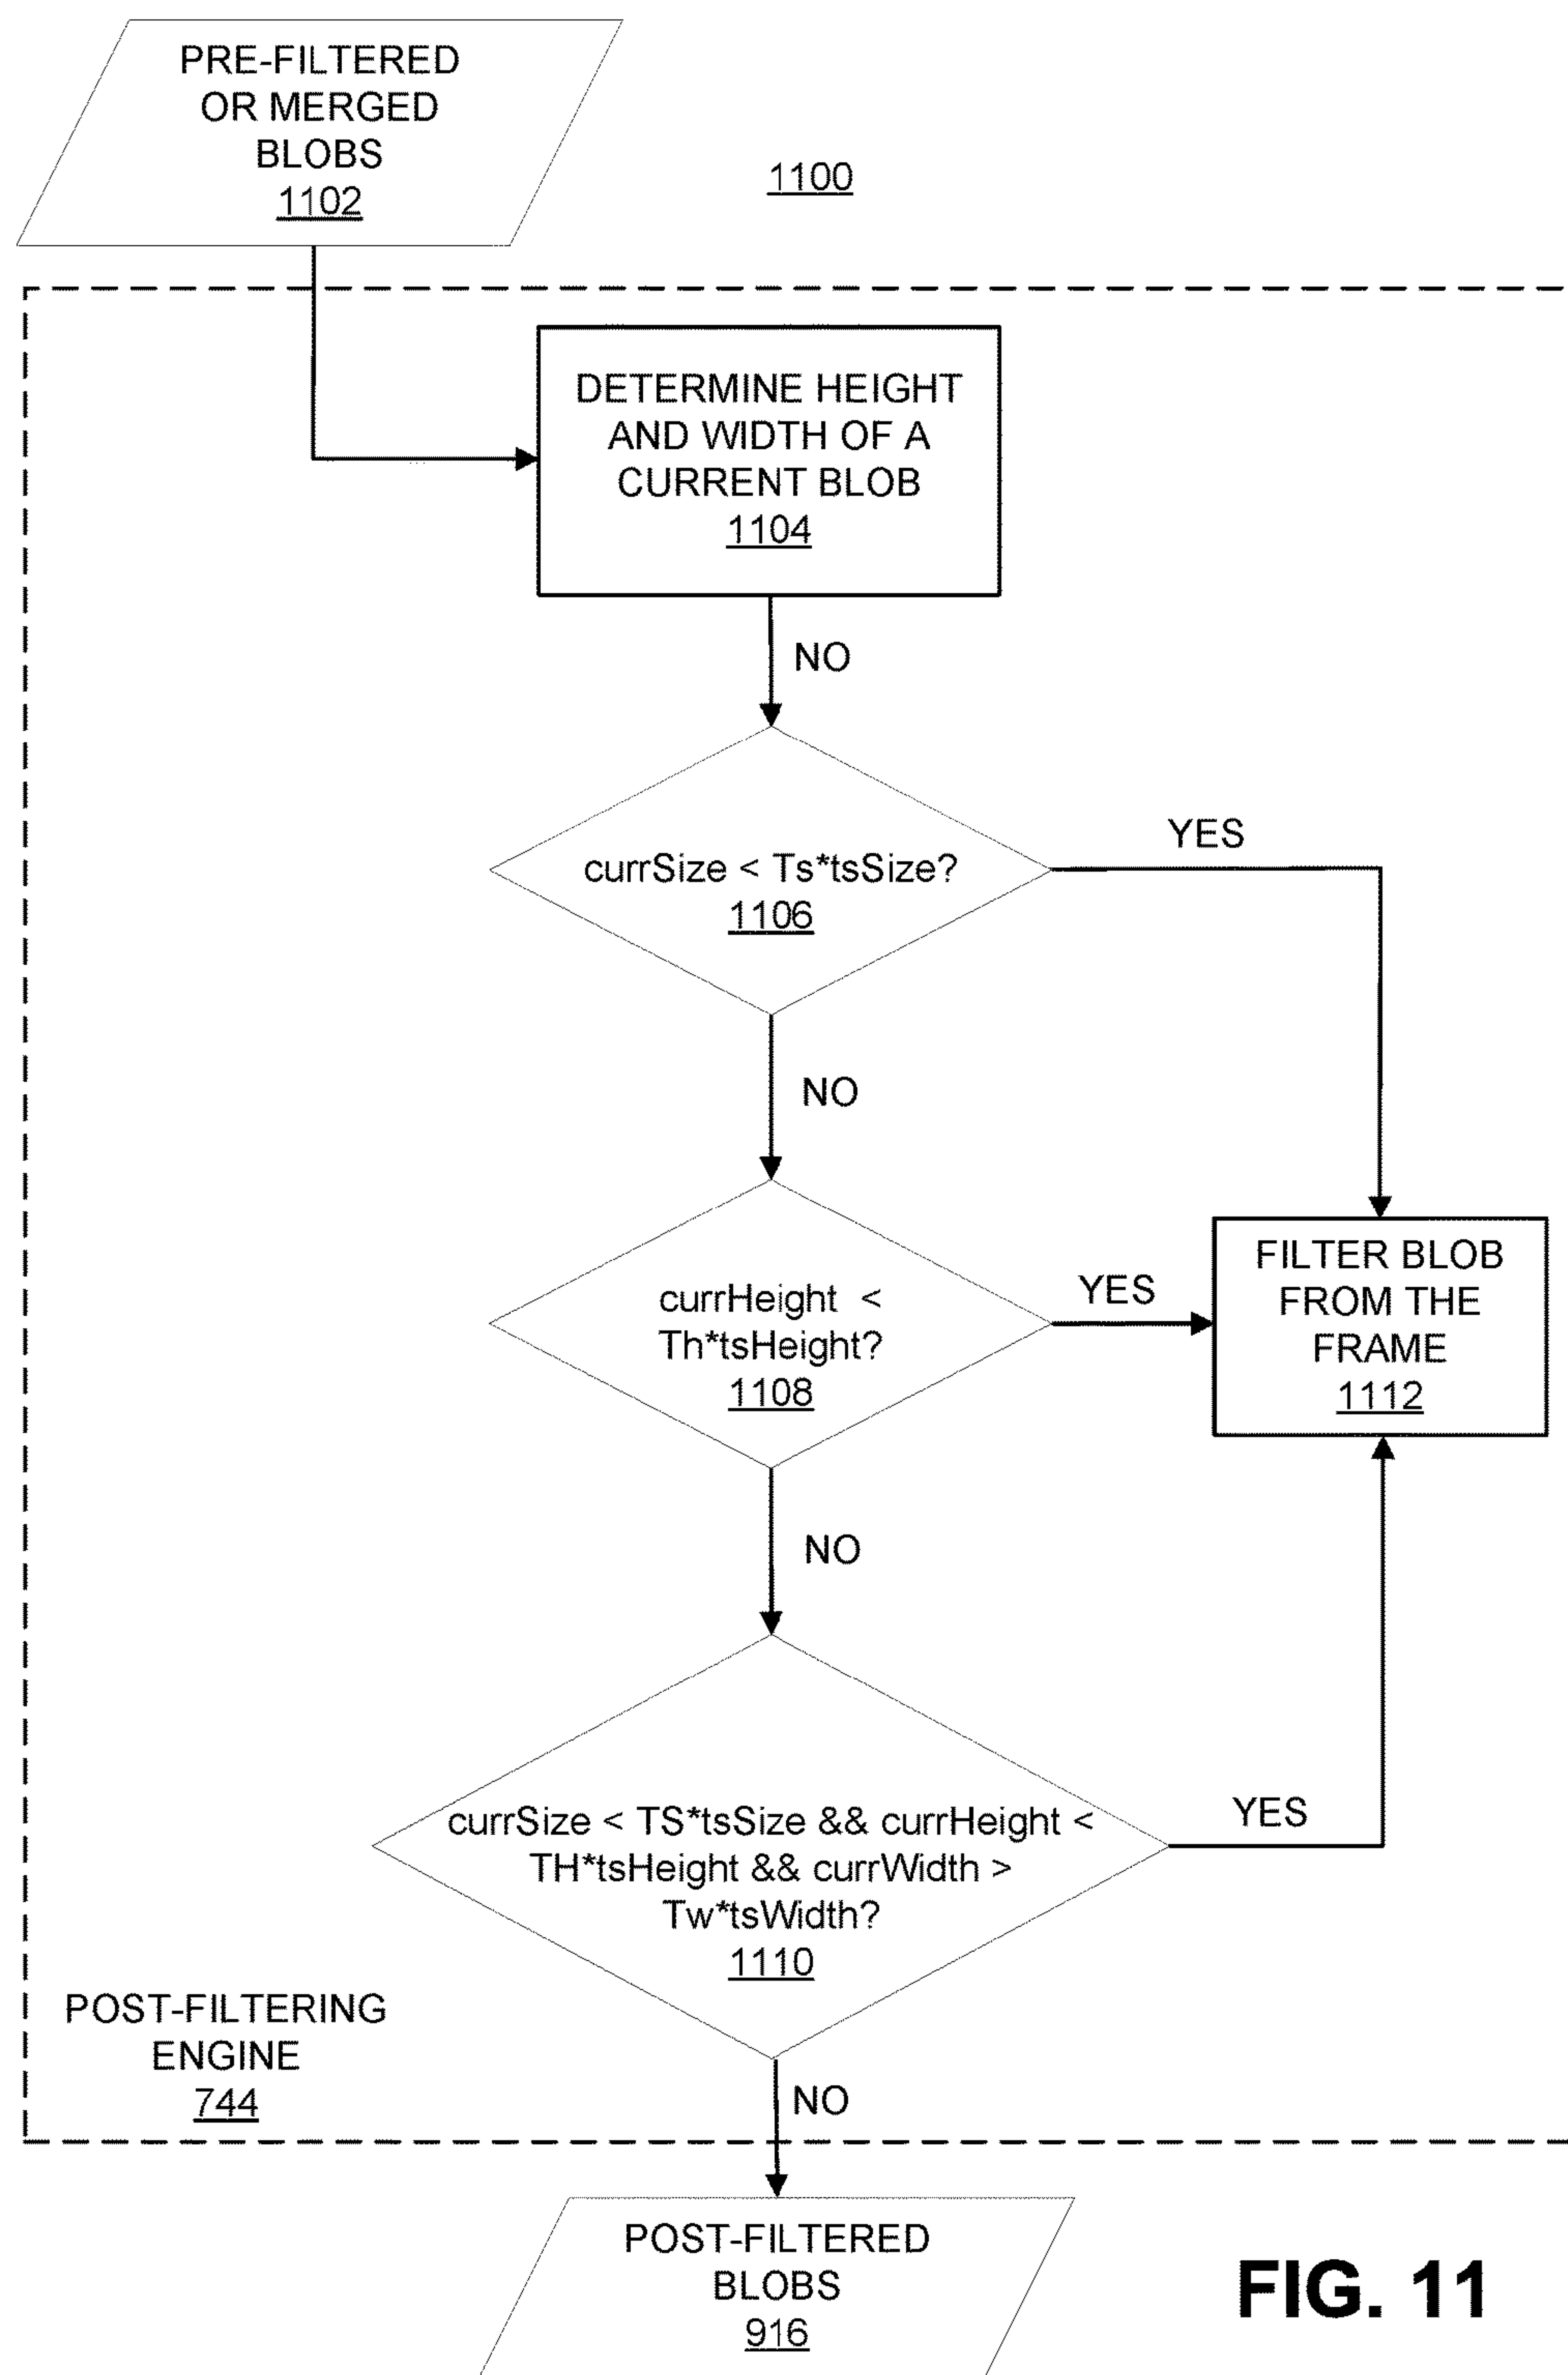 PRE-FILTERED
OR MERGED
BLOBS
1102
1100
DETERMINE HEIGHT
AND WIDTH OF A
CURRENT BLOB
1104
NO
currSize < Ts*tsSize?
1106
YES
NO
currHeight <
Th*tsHeight?
1108
YES
FILTER BLOB
FROM THE
FRAME
1112
NO
currSize < TS*tsSize && currHeight <
TH*tsHeight && currWidth >
Tw*tsWidth?
1110
YES
POST-FILTERING
ENGINE
744
NO
POST-FILTERED
BLOBS
916
FIG. 11